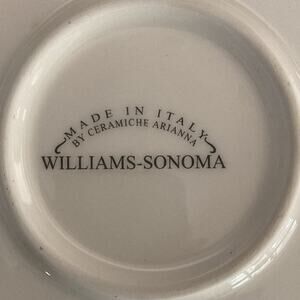 MADE IN ITALY
BY CERAMICHE ARIANNA
WILLIAMS-SONOMA